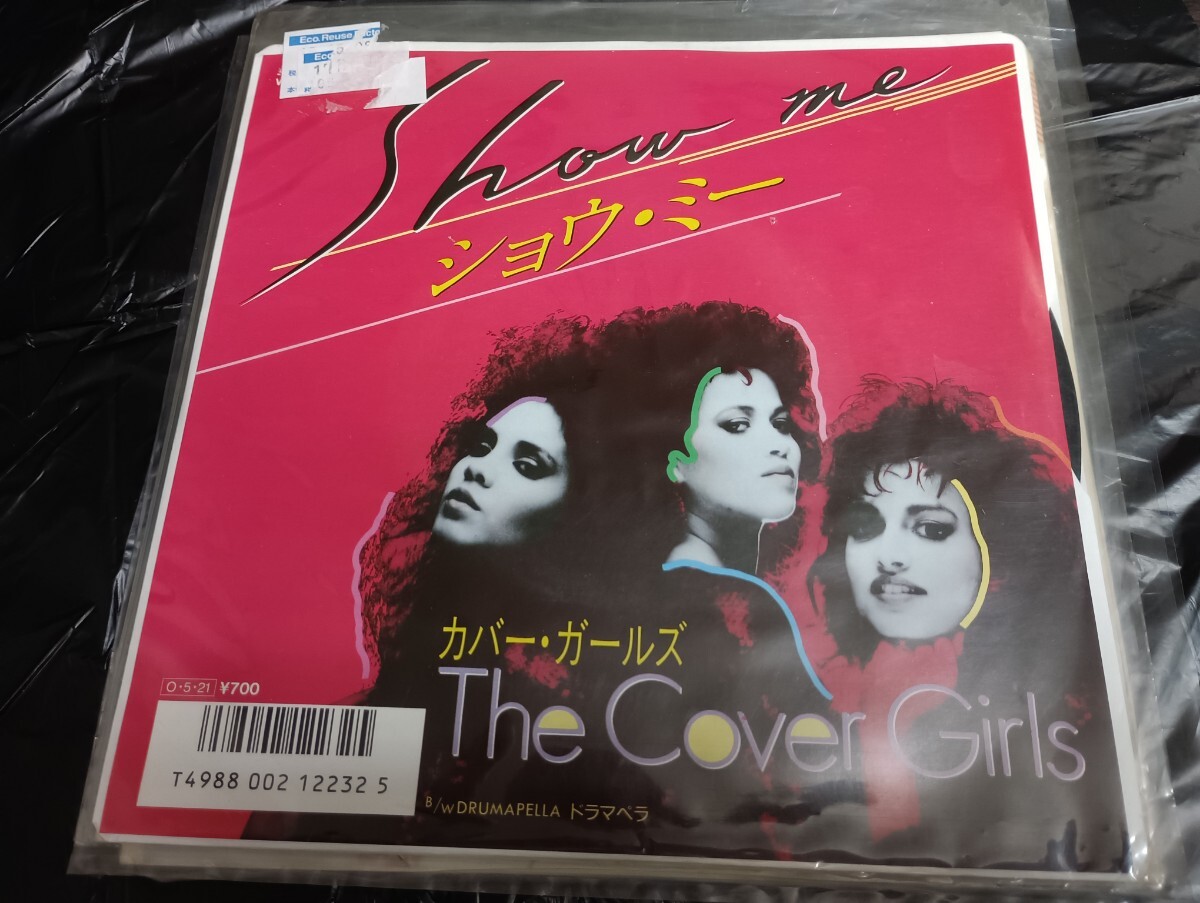 Eco.Reuse
Eco
Show me
ショウ・ミー
カバー・ガールズ
The Cover Girls
O・5・21 ¥700
T4988 002 12232 5
B/W DRUMAPELLA ドラマペラ